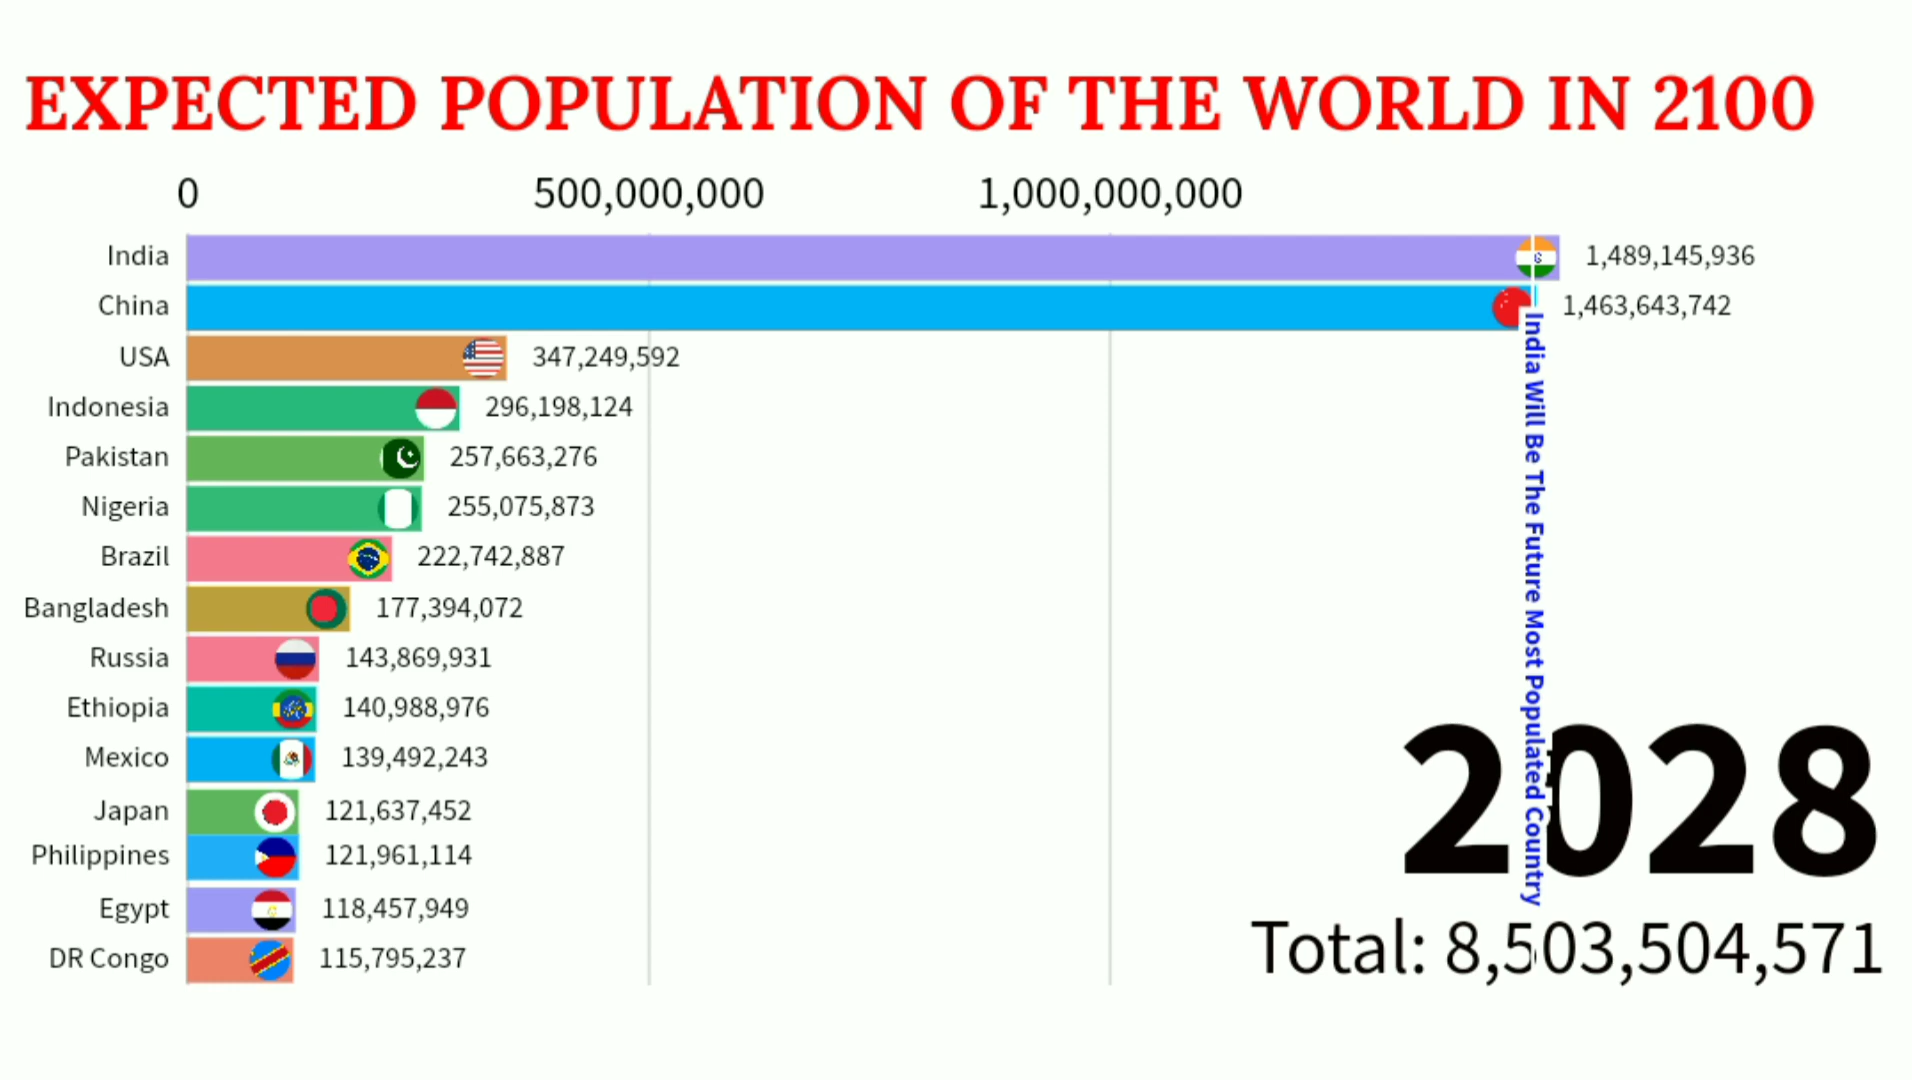 EXPECTED POPULATION OF THE WORLD IN 2100
0 500,000,000 1,000,000,000
India 1,489,145,936
China 1,463,643,742
USA 347,249,592
Indonesia 296,198,124
Pakistan 257,663,276
Nigeria 255,075,873
Brazil 222,742,887
Bangladesh 177,394,072
Russia 143,869,931
Ethiopia 140,988,976
Mexico 139,492,243
Japan 121,637,452
Philippines 121,961,114
Egypt 118,457,949
DR Congo 115,795,237
India Will Be The Future Most Populated Country
2028
Total: 8,503,504,571